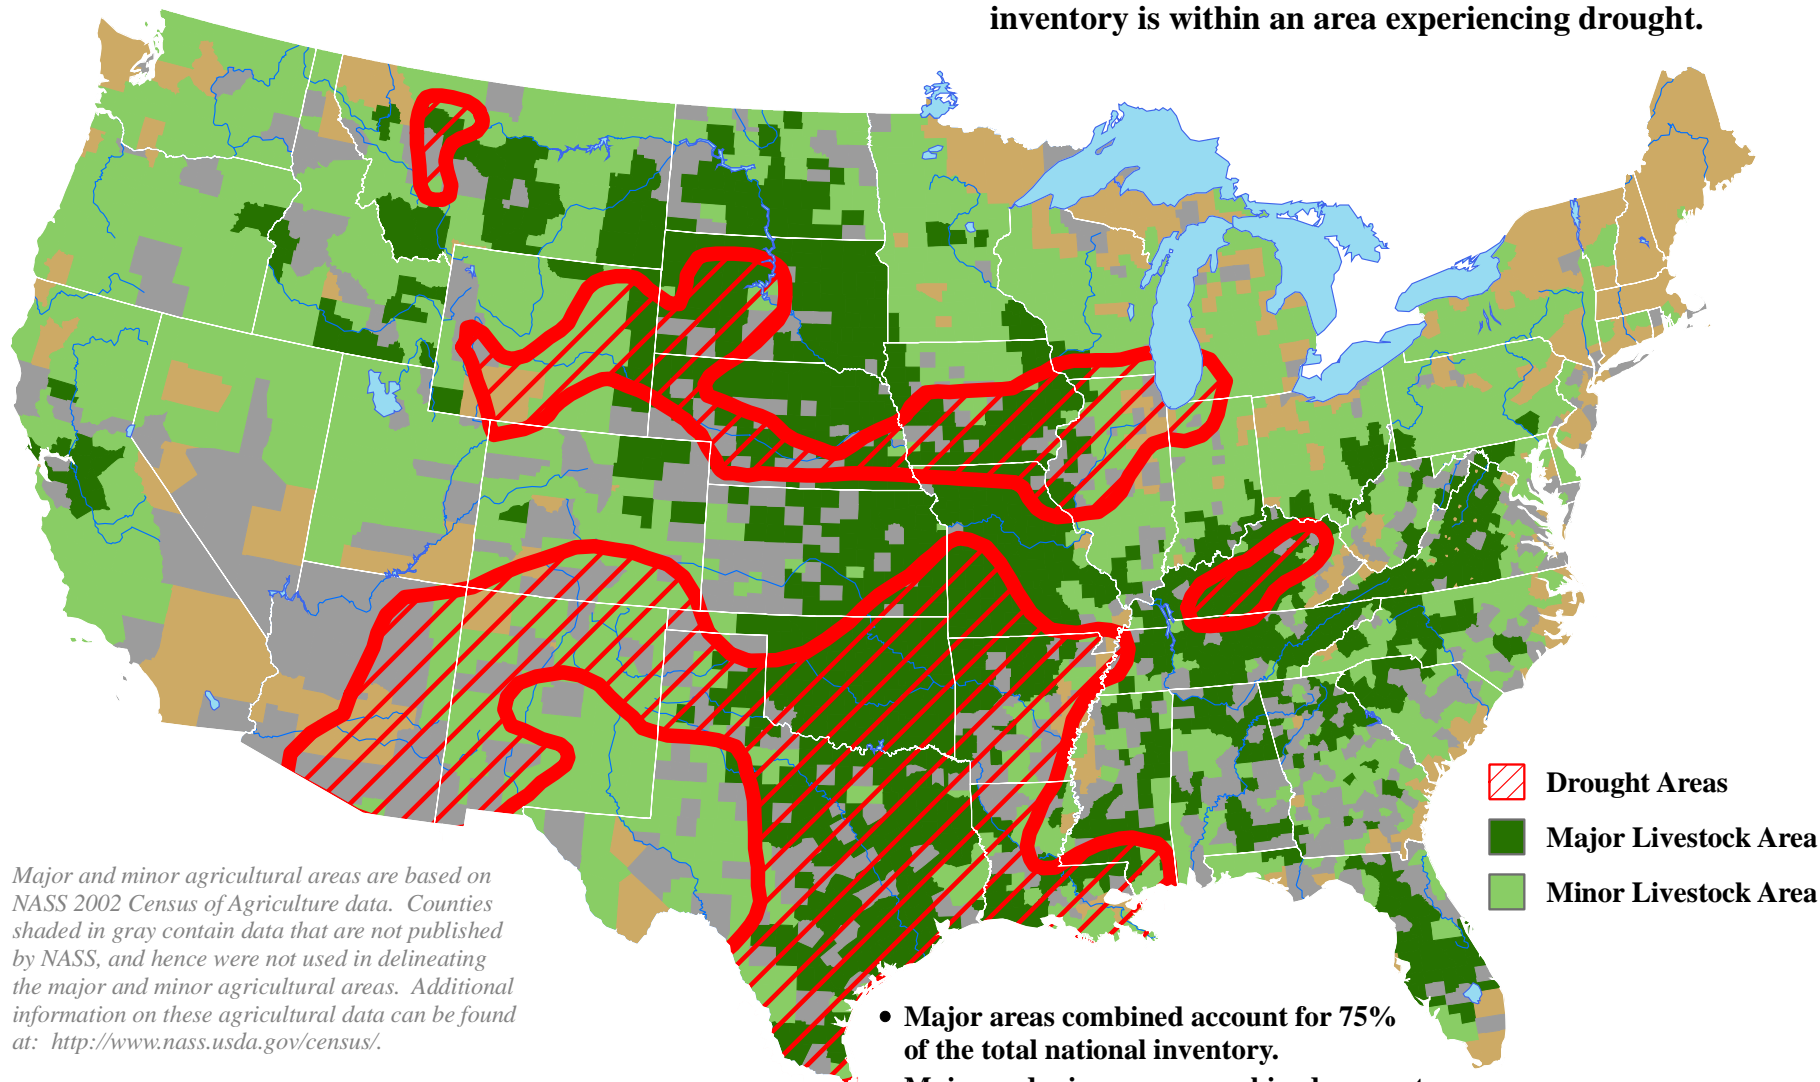 inventory is within an area experiencing drought.
Drought Areas
Major Livestock Area
Minor Livestock Area
Major and minor agricultural areas are based on
NASS 2002 Census of Agriculture data.  Counties
shaded in gray contain data that are not published
by NASS, and hence were not used in delineating
the major and minor agricultural areas.  Additional
information on these agricultural data can be found
at:  http://www.nass.usda.gov/census/.
• Major areas combined account for 75%
of the total national inventory.